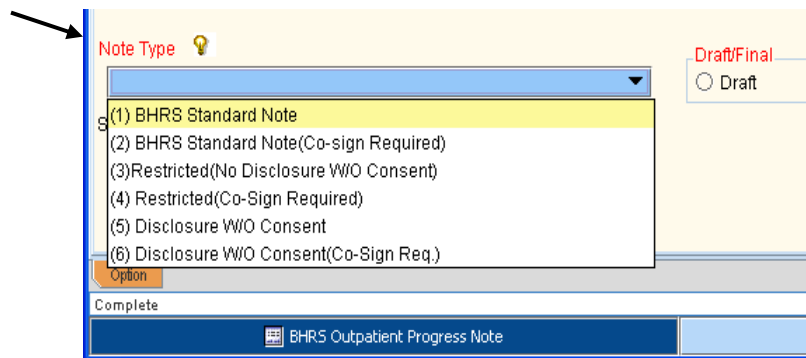 Note Type
Draft/Final
Draft
S
(1) BHRS Standard Note
(2) BHRS Standard Note(Co-sign Required)
(3)Restricted(No Disclosure W/O Consent)
(4) Restricted(Co-Sign Required)
(5) Disclosure W/O Consent
(6) Disclosure W/O Consent(Co-Sign Req.)
Option
Complete
BHRS Outpatient Progress Note